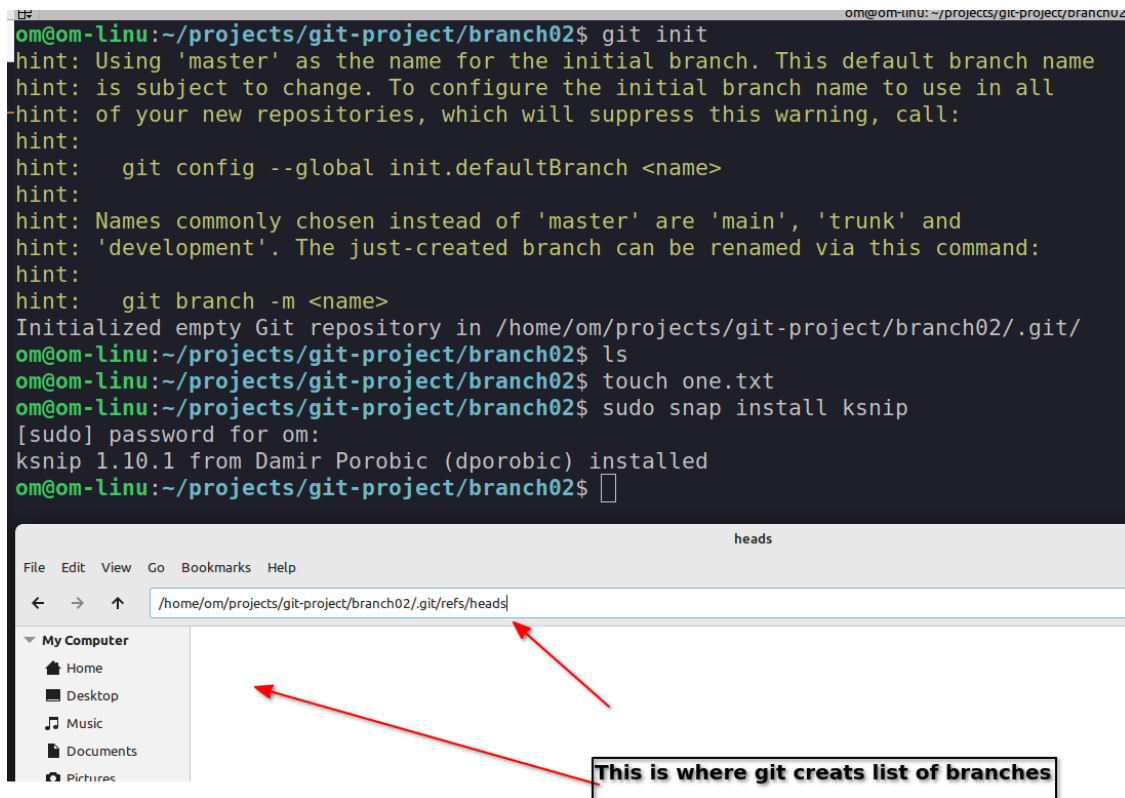 om@om-linu: ~/projects/git-project/branch02
om@om-linu:~/projects/git-project/branch02$ git init
hint: Using 'master' as the name for the initial branch. This default branch name
hint: is subject to change. To configure the initial branch name to use in all
hint: of your new repositories, which will suppress this warning, call:
hint:
hint:   git config --global init.defaultBranch <name>
hint:
hint: Names commonly chosen instead of 'master' are 'main', 'trunk' and
hint: 'development'. The just-created branch can be renamed via this command:
hint:
hint:   git branch -m <name>
Initialized empty Git repository in /home/om/projects/git-project/branch02/.git/
om@om-linu:~/projects/git-project/branch02$ ls
om@om-linu:~/projects/git-project/branch02$ touch one.txt
om@om-linu:~/projects/git-project/branch02$ sudo snap install ksnip
[sudo] password for om:
ksnip 1.10.1 from Damir Porobic (dporobic) installed
om@om-linu:~/projects/git-project/branch02$
heads
File Edit View Go Bookmarks Help
/home/om/projects/git-project/branch02/.git/refs/heads
My Computer
Home
Desktop
Music
Documents
Pictures
This is where git creats list of branches